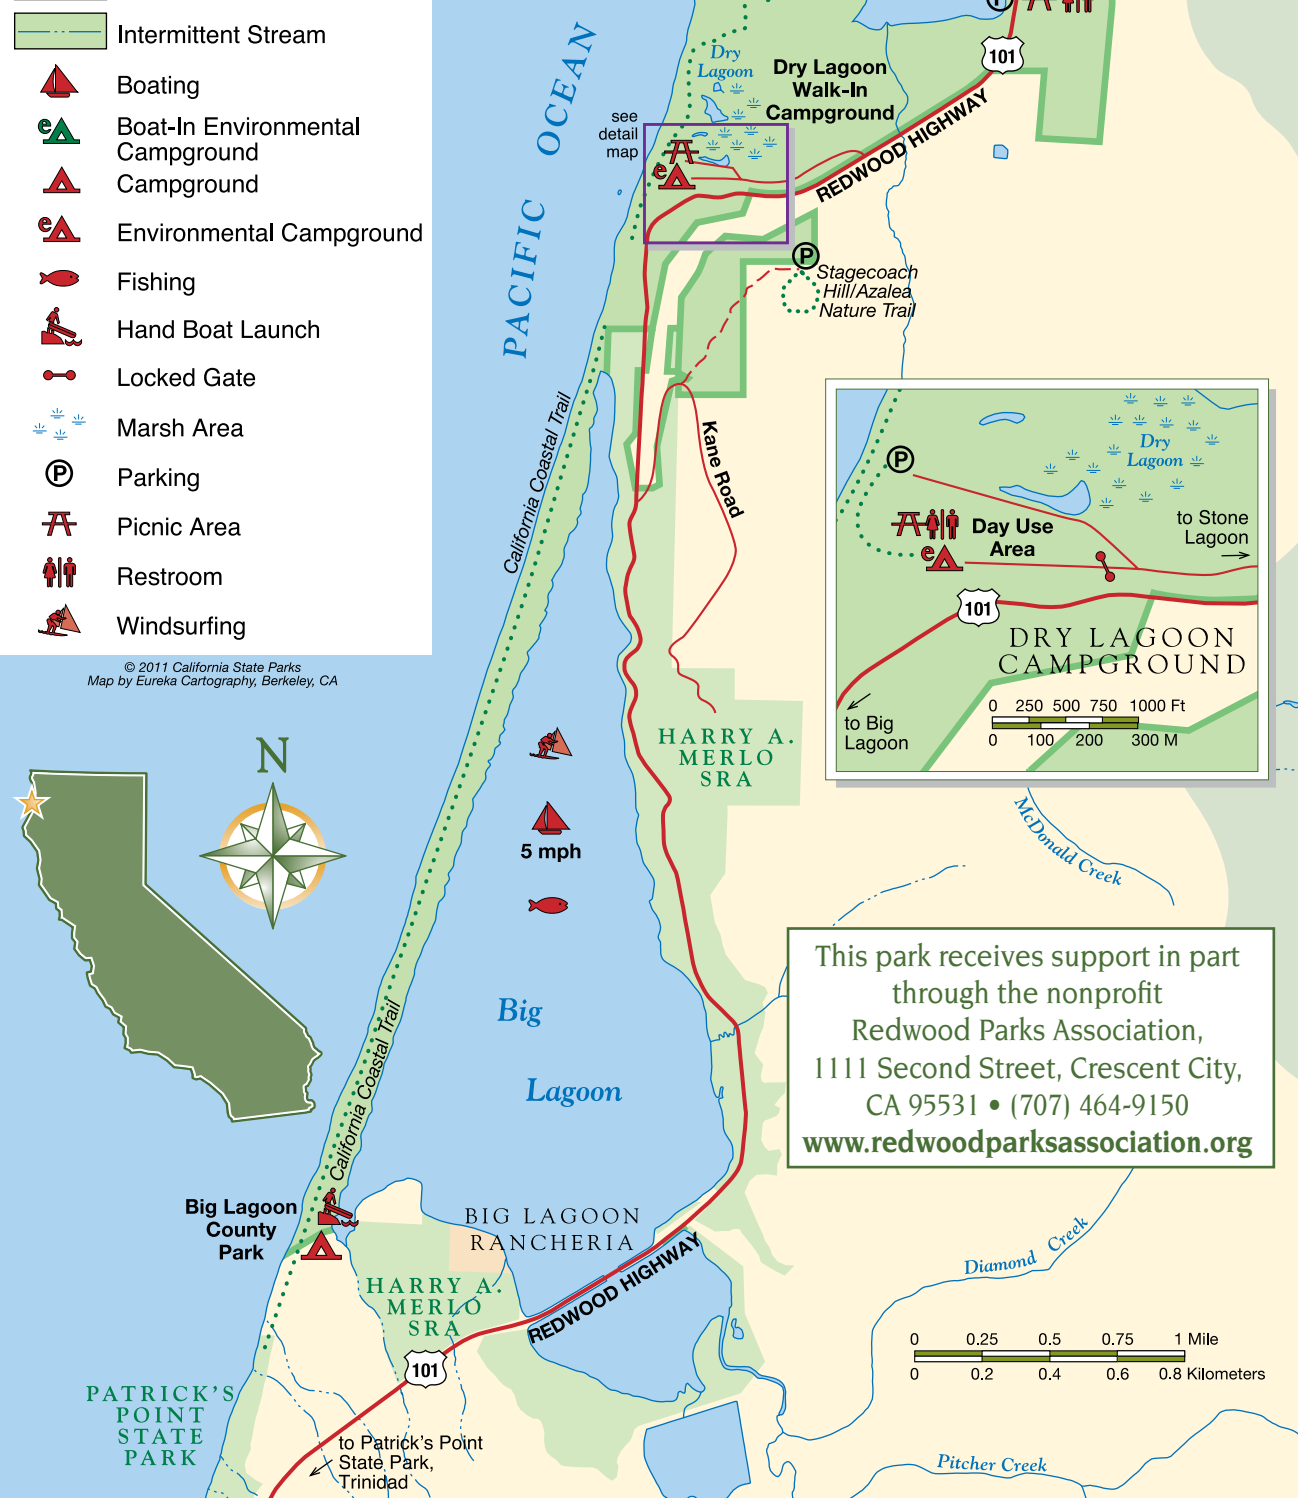 Intermittent Stream
Boating
e
Boat-In Environmental
Campground
Campground
e
Environmental Campground
Fishing
Hand Boat Launch
Locked Gate
Marsh Area
P
Parking
Picnic Area
Restroom
Windsurfing
© 2011 California State Parks
Map by Eureka Cartography, Berkeley, CA
N
PACIFIC OCEAN
Dry
Lagoon
Dry Lagoon
Walk-In
Campground
see
detail
map
e
101
REDWOOD HIGHWAY
P
Stagecoach
Hill/Azalea
Nature Trail
California Coastal Trail
Kane Road
P
Dry
Lagoon
Day Use
Area
e
to Stone
Lagoon
101
DRY LAGOON
CAMPGROUND
0 250 500 750 1000 Ft
0 100 200 300 M
to Big
Lagoon
HARRY A.
MERLO
SRA
5 mph
McDonald Creek
Big
Lagoon
California Coastal Trail
This park receives support in part
through the nonprofit
Redwood Parks Association,
1111 Second Street, Crescent City,
CA 95531 • (707) 464-9150
www.redwoodparksassociation.org
Big Lagoon
County
Park
BIG LAGOON
RANCHERIA
REDWOOD HIGHWAY
HARRY A.
MERLO
SRA
101
Diamond Creek
0 0.25 0.5 0.75 1 Mile
0 0.2 0.4 0.6 0.8 Kilometers
PATRICK'S
POINT
STATE
PARK
to Patrick's Point
State Park,
Trinidad
Pitcher Creek